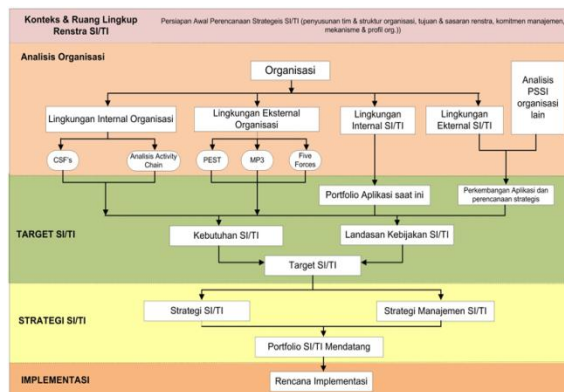 Konteks & Ruang Lingkup
Renstra SI/TI
Persiapan Awal Perencanaan Strategeis SI/TI (penyusunan tim & struktur organisasi, tujuan & sasaran renstra, komitmen manajemen,
mekanisme & profil org.))
Analisis Organisasi
Organisasi
Analisis
PSSI
organisasi
lain
Lingkungan Internal Organisasi
Lingkungan Eksternal
Organisasi
Lingkungan
Internal SI/TI
Lingkungan
Ekternal SI/TI
CSF's
Analisis Activity
Chain
PEST
MP3
Five
Forces
Portfolio Aplikasi saat ini
Perkembangan Aplikasi dan
perencanaan strategis
TARGET SI/TI
Kebutuhan SI/TI
Landasan Kebijakan SI/TI
Target SI/TI
STRATEGI SI/TI
Strategi SI/TI
Strategi Manajemen SI/TI
Portfolio SI/TI Mendatang
IMPLEMENTASI
Rencana Implementasi